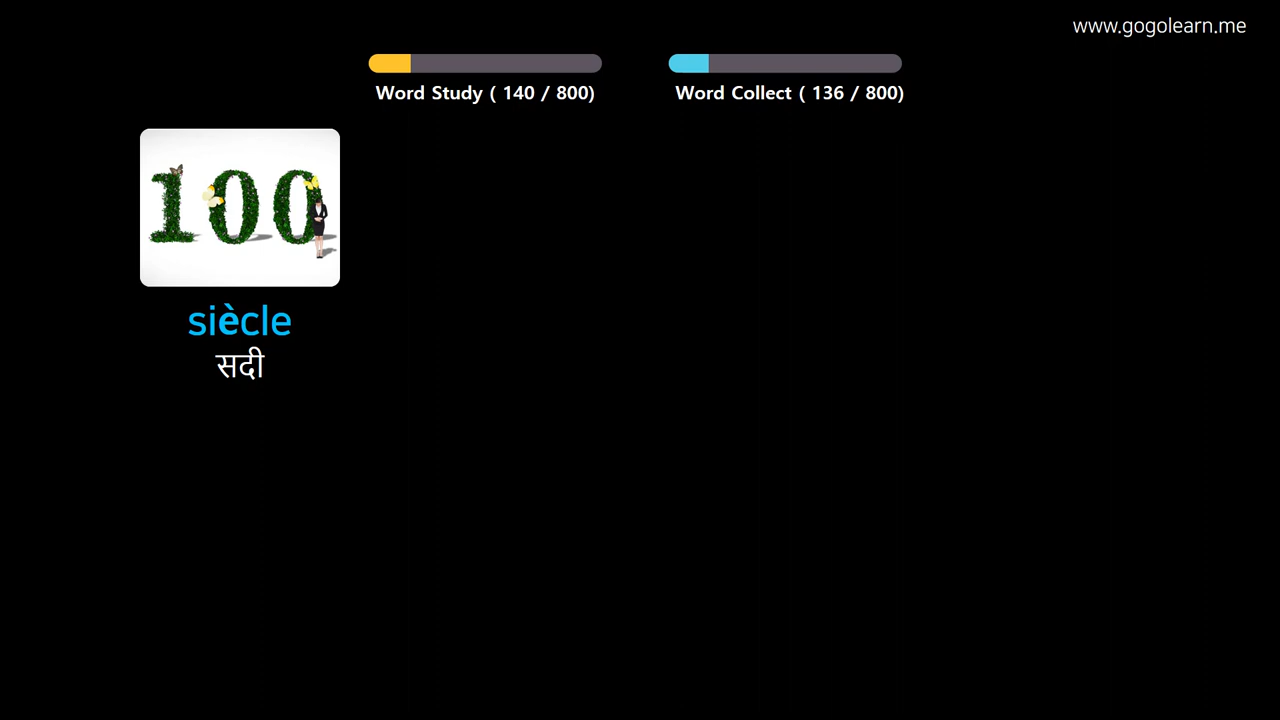 www.gogolearn.me
Word Study ( 140 / 800)
Word Collect ( 136 / 800)
100
siècle
सदी